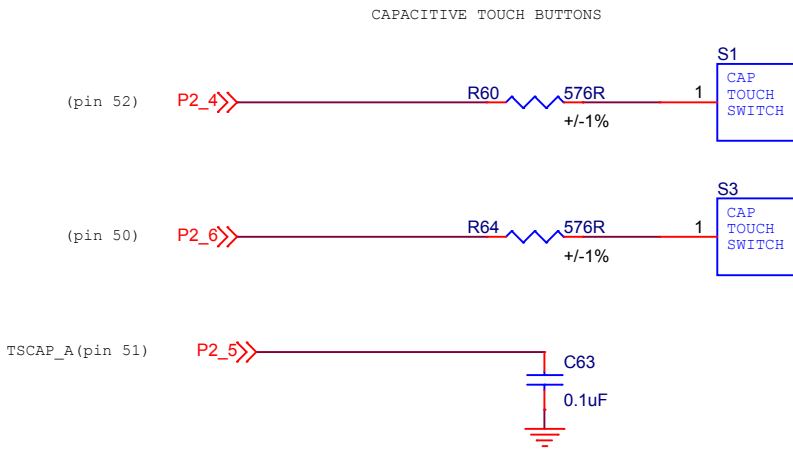 CAPACITIVE TOUCH BUTTONS
S1
(pin 52) P2_4 R60 576R 1 CAP
TOUCH
SWITCH
+/-1%
S3
(pin 50) P2_6 R64 576R 1 CAP
TOUCH
SWITCH
+/-1%
TSCAP_A(pin 51) P2_5
C63
0.1uF